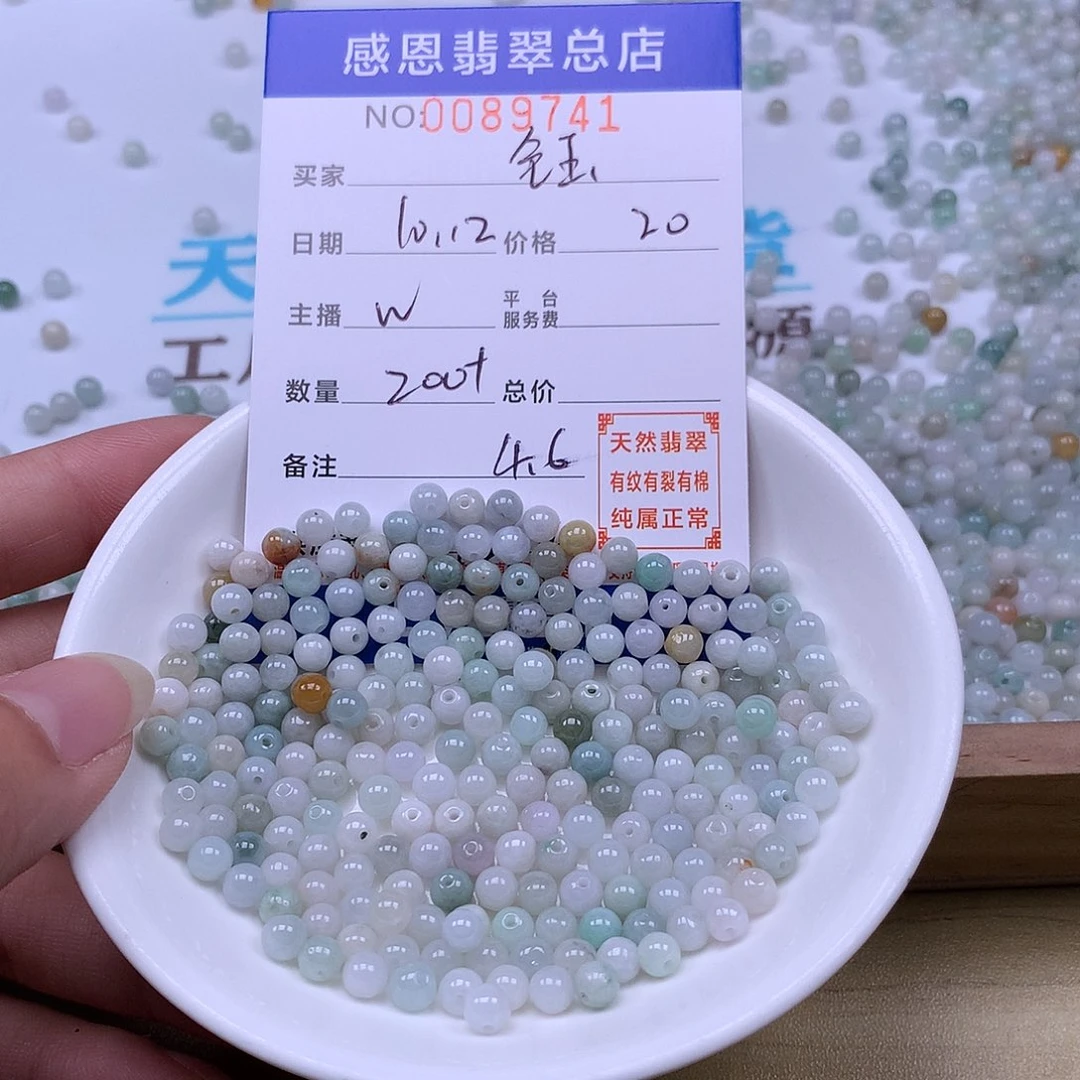 感恩翡翠总店
NO:0089741
买家
日期 10.12 价格 20
主播 W 平台服务费
数量 200+ 总价
备注 4.6
天然翡翠
有纹有裂有棉
纯属正常
天
工